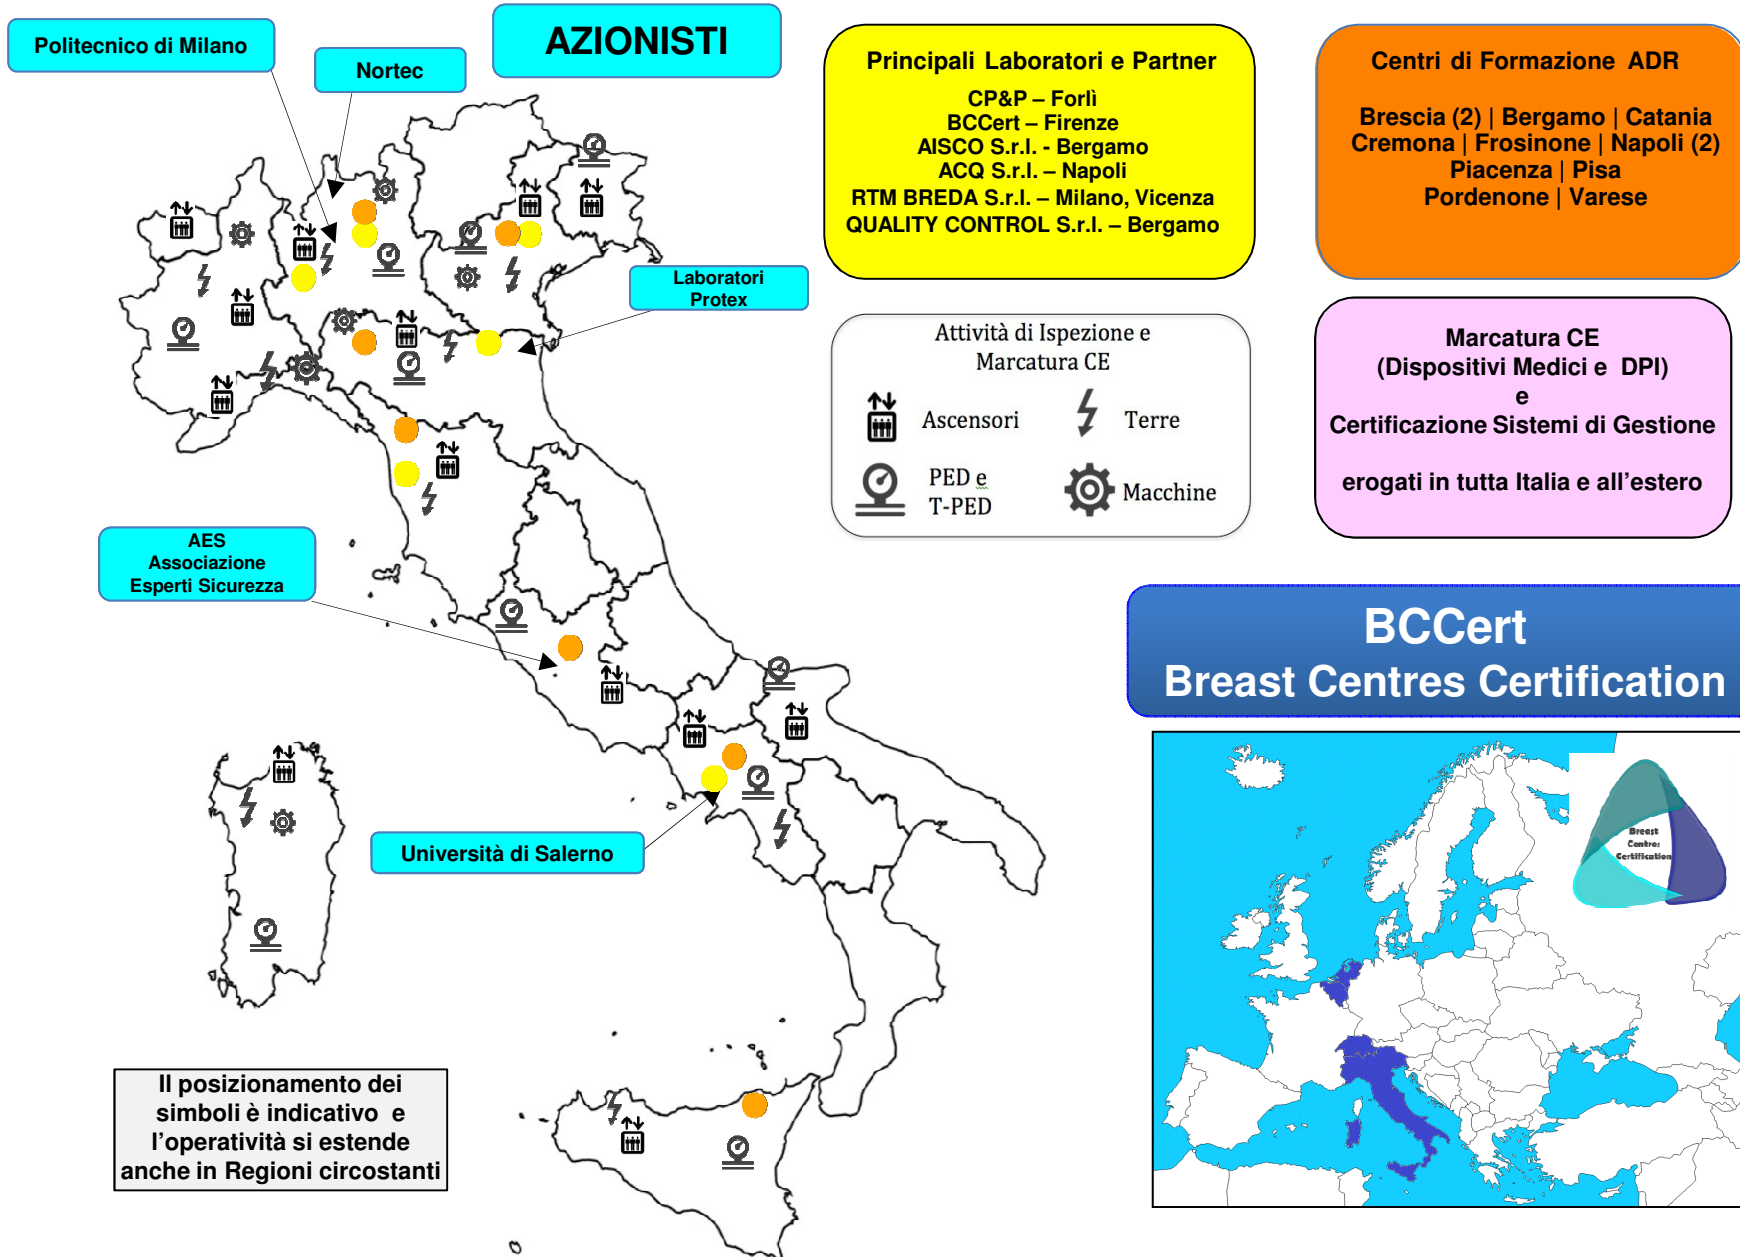 AZIONISTI
Politecnico di Milano
Nortec
Laboratori
Protex
AES
Associazione
Esperti Sicurezza
Università di Salerno
Il posizionamento dei
simboli è indicativo e
l'operatività si estende
anche in Regioni circostanti
Principali Laboratori e Partner
CP&P – Forlì
BCCert – Firenze
AISCO S.r.l. - Bergamo
ACQ S.r.l. – Napoli
RTM BREDA S.r.l. – Milano, Vicenza
QUALITY CONTROL S.r.l. – Bergamo
Centri di Formazione ADR
Brescia (2) | Bergamo | Catania
Cremona | Frosinone | Napoli (2)
Piacenza | Pisa
Pordenone | Varese
Attività di Ispezione e
Marcatura CE
Ascensori
Terre
PED e
T-PED
Macchine
Marcatura CE
(Dispositivi Medici e DPI)
e
Certificazione Sistemi di Gestione
erogati in tutta Italia e all'estero
BCCert
Breast Centres Certification
Breast
Centres
Certification